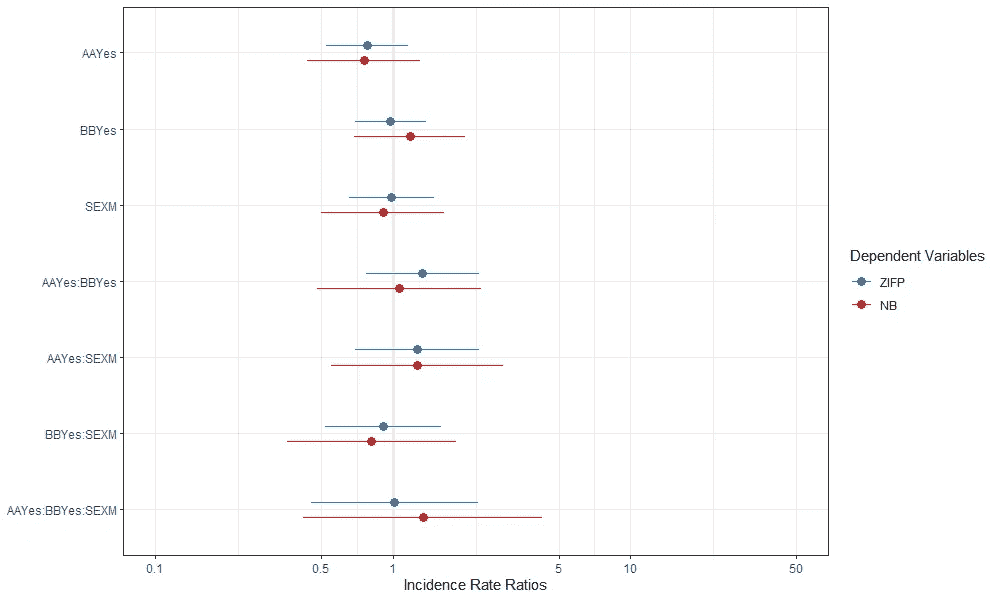 AAYes
BBYes
SEXM
AAYes:BBYes
AAYes:SEXM
BBYes:SEXM
AAYes:BBYes:SEXM
0.1 0.5 1 5 10 50
Incidence Rate Ratios
Dependent Variables
ZIFP
NB